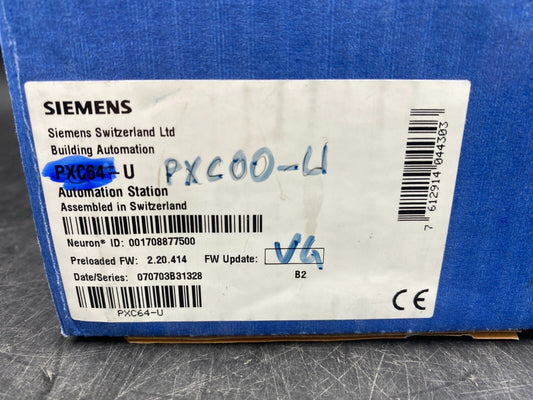 SIEMENS
Siemens Switzerland Ltd
Building Automation
PXC64-U PXC00-U
Automation Station
Assembled in Switzerland
Neuron® ID: 001708877500
Preloaded FW: 2.20.414 FW Update: V4
Date/Series: 070703B31328 B2
PXC64-U
CE
7 612914 044303